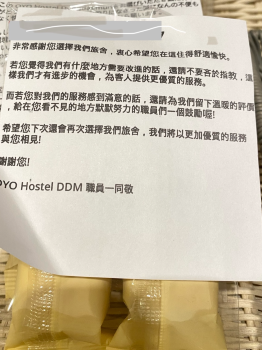 非常感謝您選擇我們旅舍，衷心希望您在這住得舒適愉快。
若您覺得我們有什麼地方需要改進的話，還請不要吝於指教，讓
我們才有進步的機會，為客人提供更優質的服務。
而若您對我們的服務感到滿意的話，還請為我們留下溫暖的評價
，給在您看不見的地方默默努力的職員們一個鼓勵喔!
希望您下次還會再次選擇我們旅舍，我們將以更加優質的服務
與您相見!
謝謝您!
OYO Hostel DDM 職員一同敬